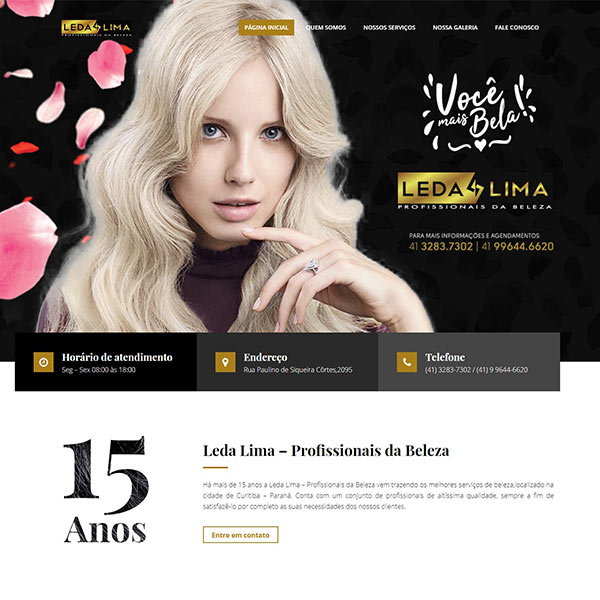 LEDA LIMA
PROFISSIONAIS DA BELEZA
PÁGINA INICIAL QUEM SOMOS NOSSOS SERVIÇOS NOSSA GALERIA FALE CONOSCO
Você
mais Bela!
LEDA LIMA
PROFISSIONAIS DA BELEZA
PARA MAIS INFORMAÇÕES E AGENDAMENTOS:
41 3283.7302 | 41 99644.6620
Horário de atendimento
Seg – Sex 08:00 às 18:00
Endereço
Rua Paulino de Siqueira Côrtes,2095
Telefone
(41) 3283-7302 / (41) 9 9644-6620
15
Anos
Leda Lima – Profissionais da Beleza
Há mais de 15 anos a Leda Lima – Profissionais da Beleza vem trazendo os melhores serviços de beleza,localizado na
cidade de Curitiba – Paraná. Conta com um conjunto de profissionais de altíssima qualidade, sempre a fim de
satisfazê-lo por completo as suas necessidades dos nossos clientes.
Entre em contato